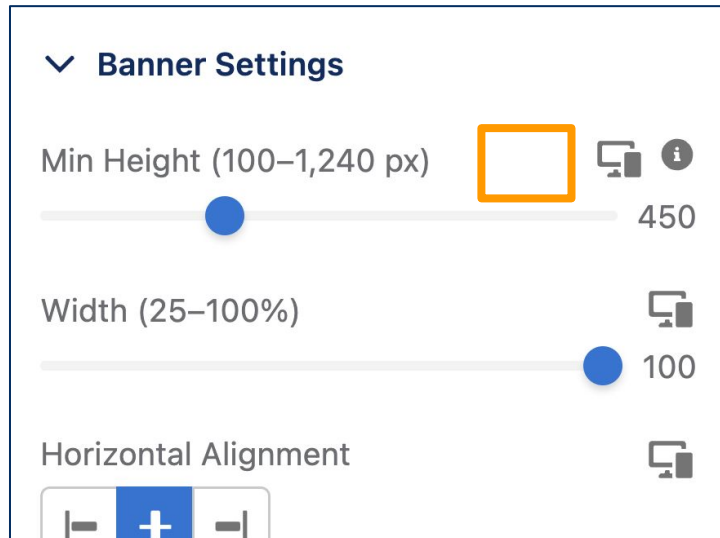 Banner Settings
Min Height (100–1,240 px)
450
Width (25–100%)
100
Horizontal Alignment